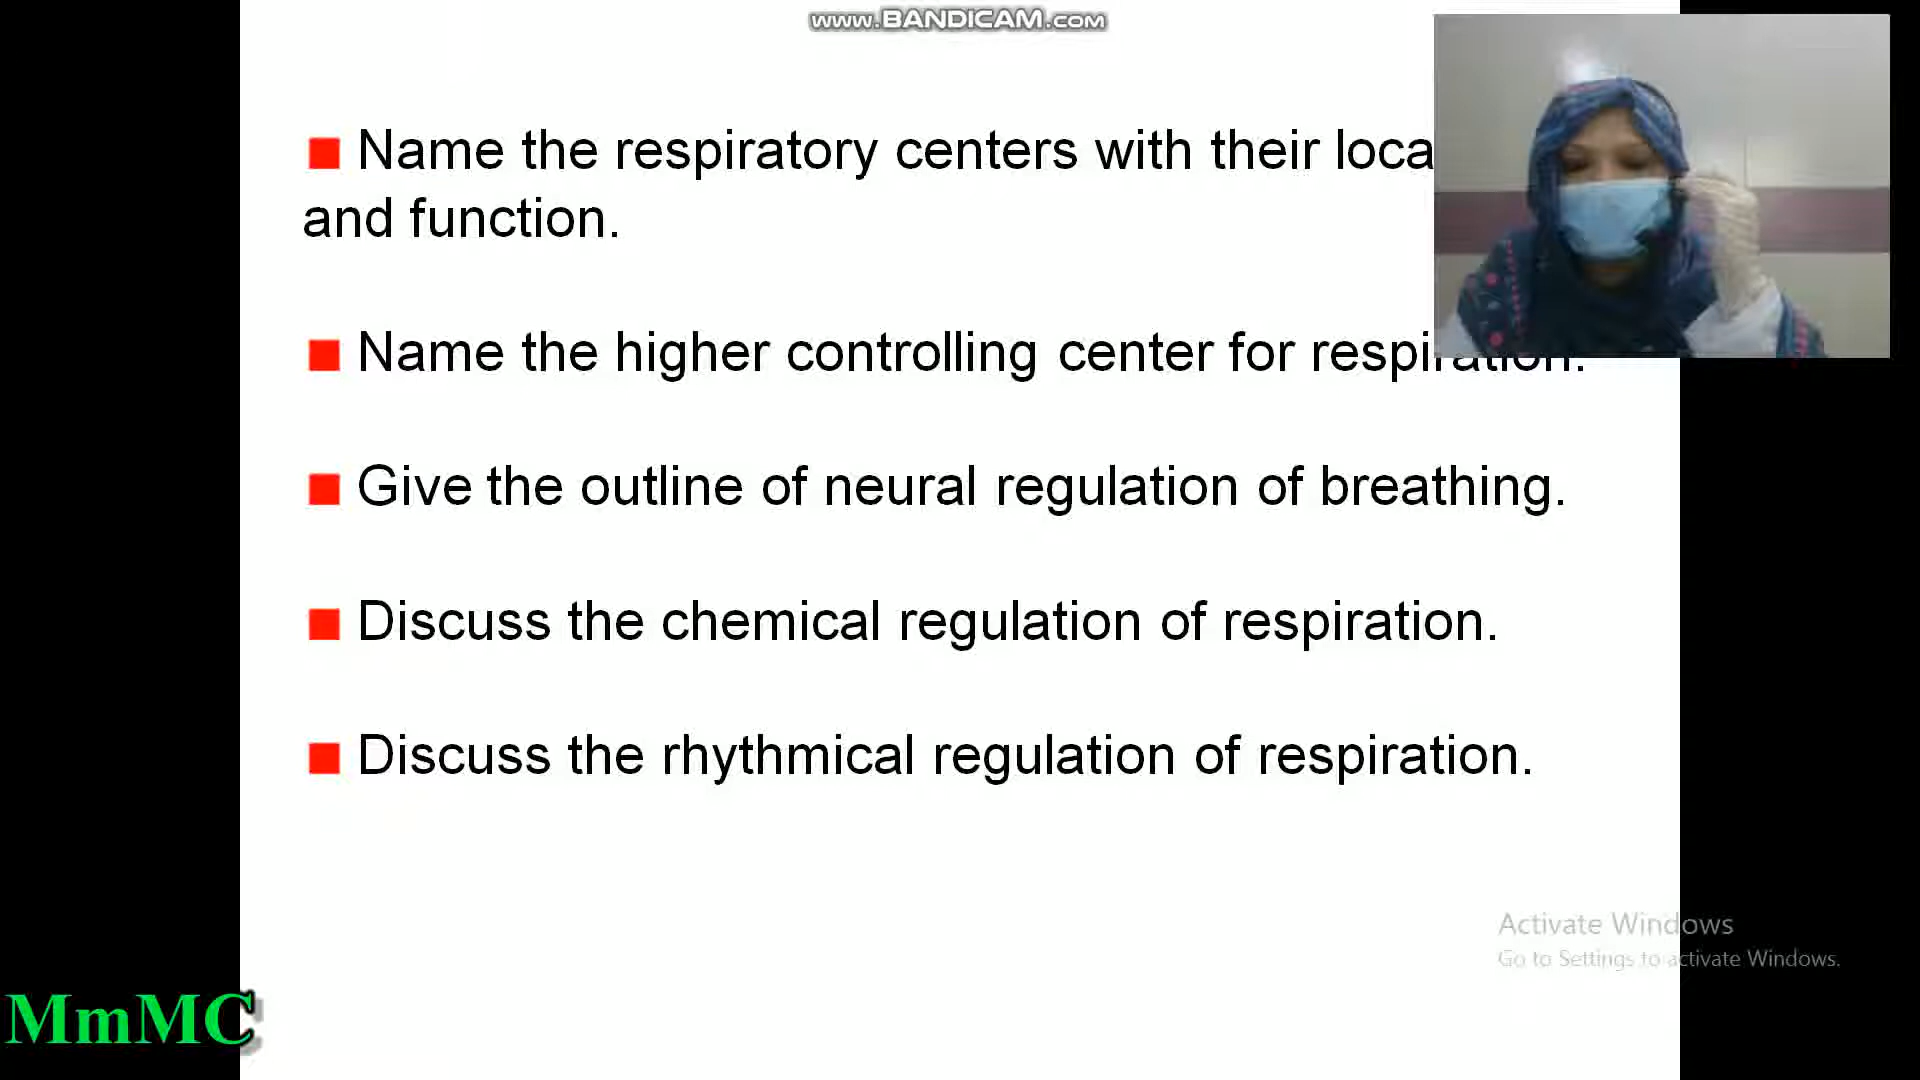 www.BANDICAM.com
Name the respiratory centers with their loca
and function.
Name the higher controlling center for respiration.
Give the outline of neural regulation of breathing.
Discuss the chemical regulation of respiration.
Discuss the rhythmical regulation of respiration.
Activate Windows
Go to Settings to activate Windows.
MmMC